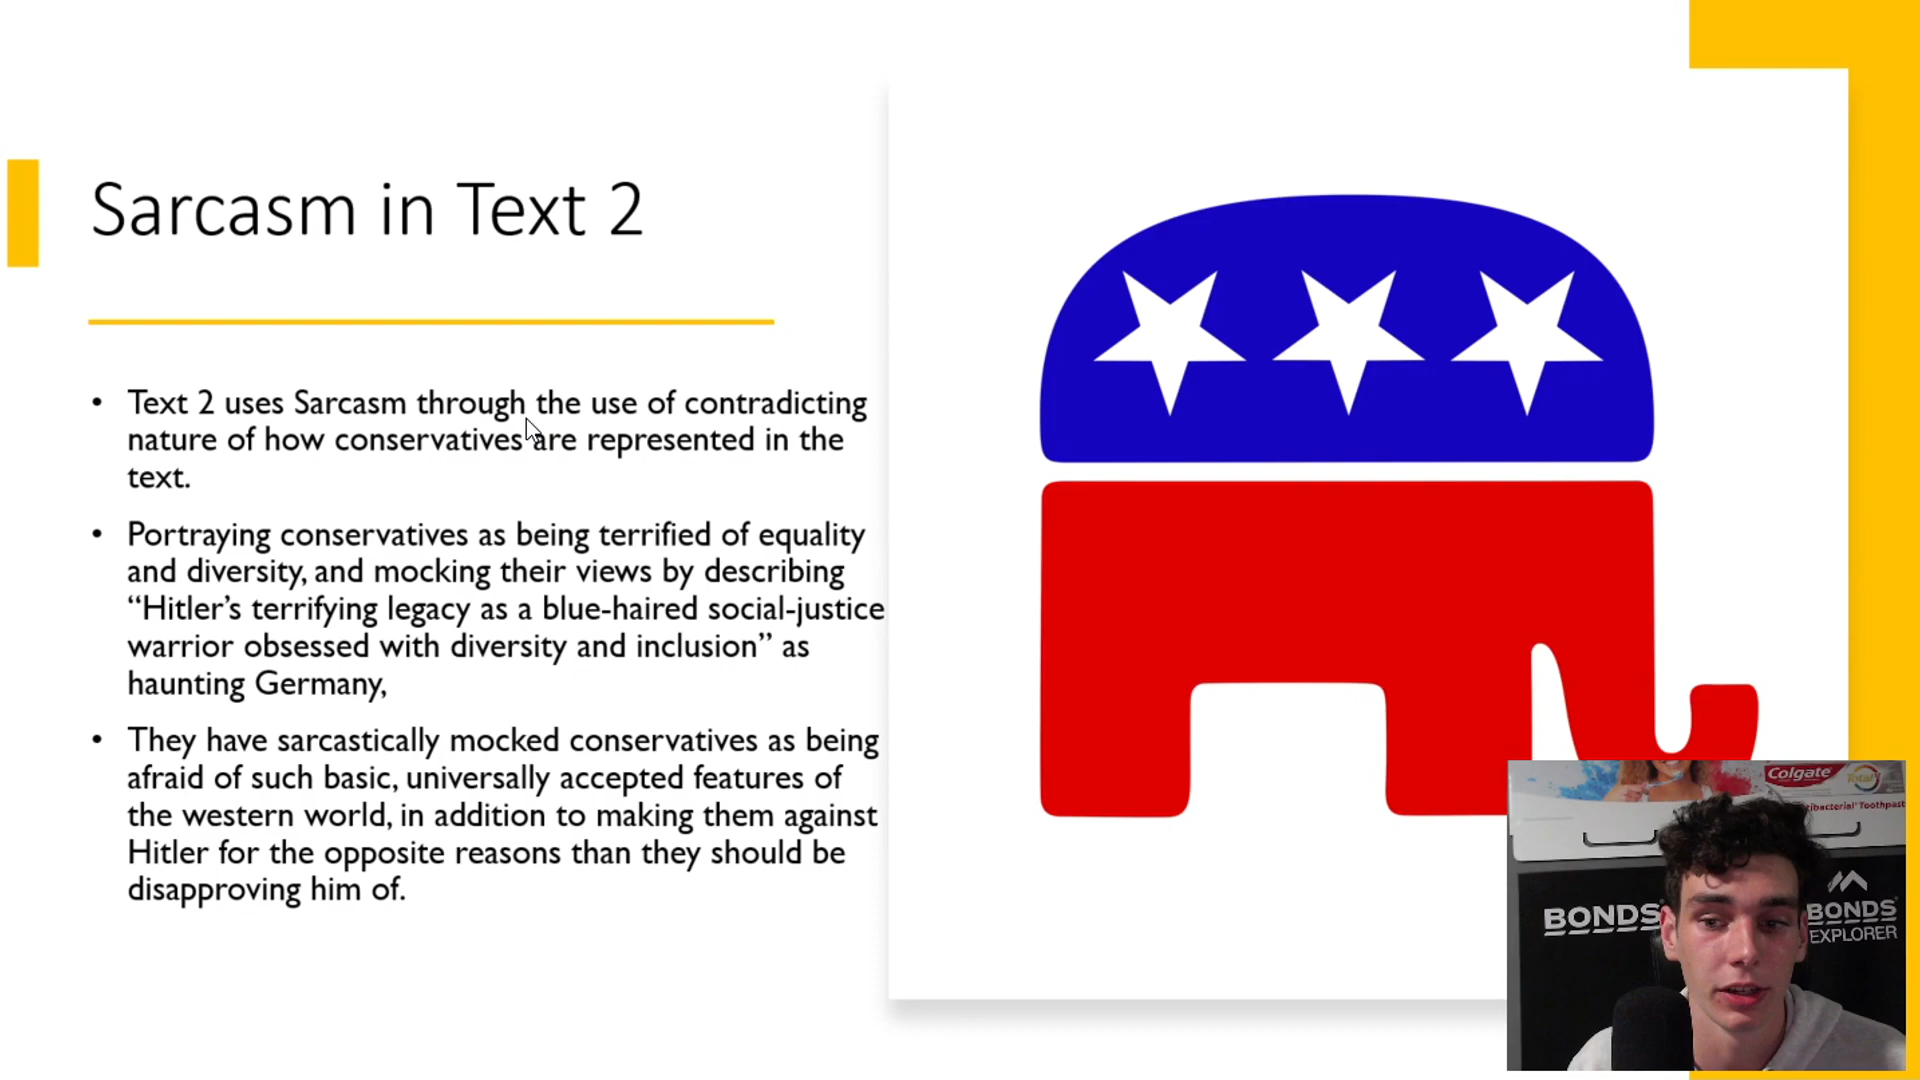 Sarcasm in Text 2
• Text 2 uses Sarcasm through the use of contradicting
nature of how conservatives are represented in the
text.
• Portraying conservatives as being terrified of equality
and diversity, and mocking their views by describing
“Hitler’s terrifying legacy as a blue-haired social-justice
warrior obsessed with diversity and inclusion” as
haunting Germany,
• They have sarcastically mocked conservatives as being
afraid of such basic, universally accepted features of
the western world, in addition to making them against
Hitler for the opposite reasons than they should be
disapproving him of.
Colgate Total
Toothpast
BONDS
BONDS
EXPLORER